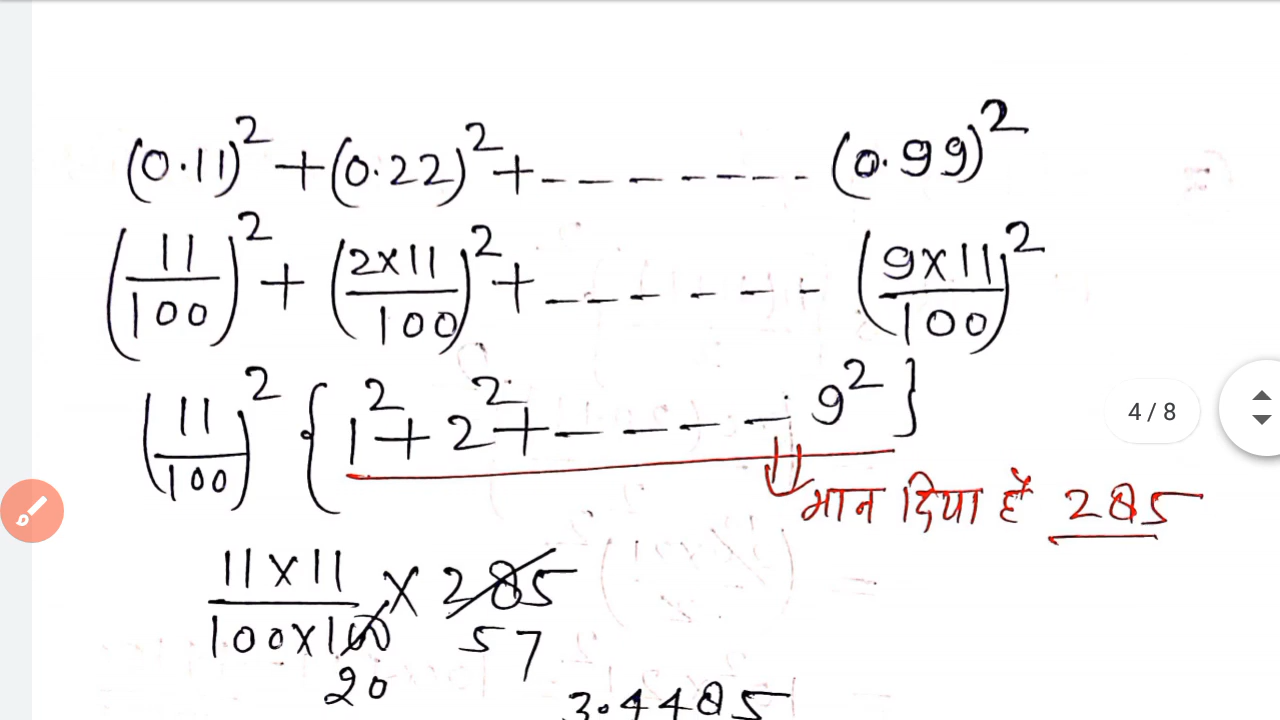 (0.11)² + (0.22)² + -------- (0.99)²
(11/100)² + (2×11/100)² + ------ (9×11/100)²
(11/100)² { 1² + 2² + ---- 9² }
4 / 8
मान दिया है 285
11×11/100×100 × 285
20 57
3.4485